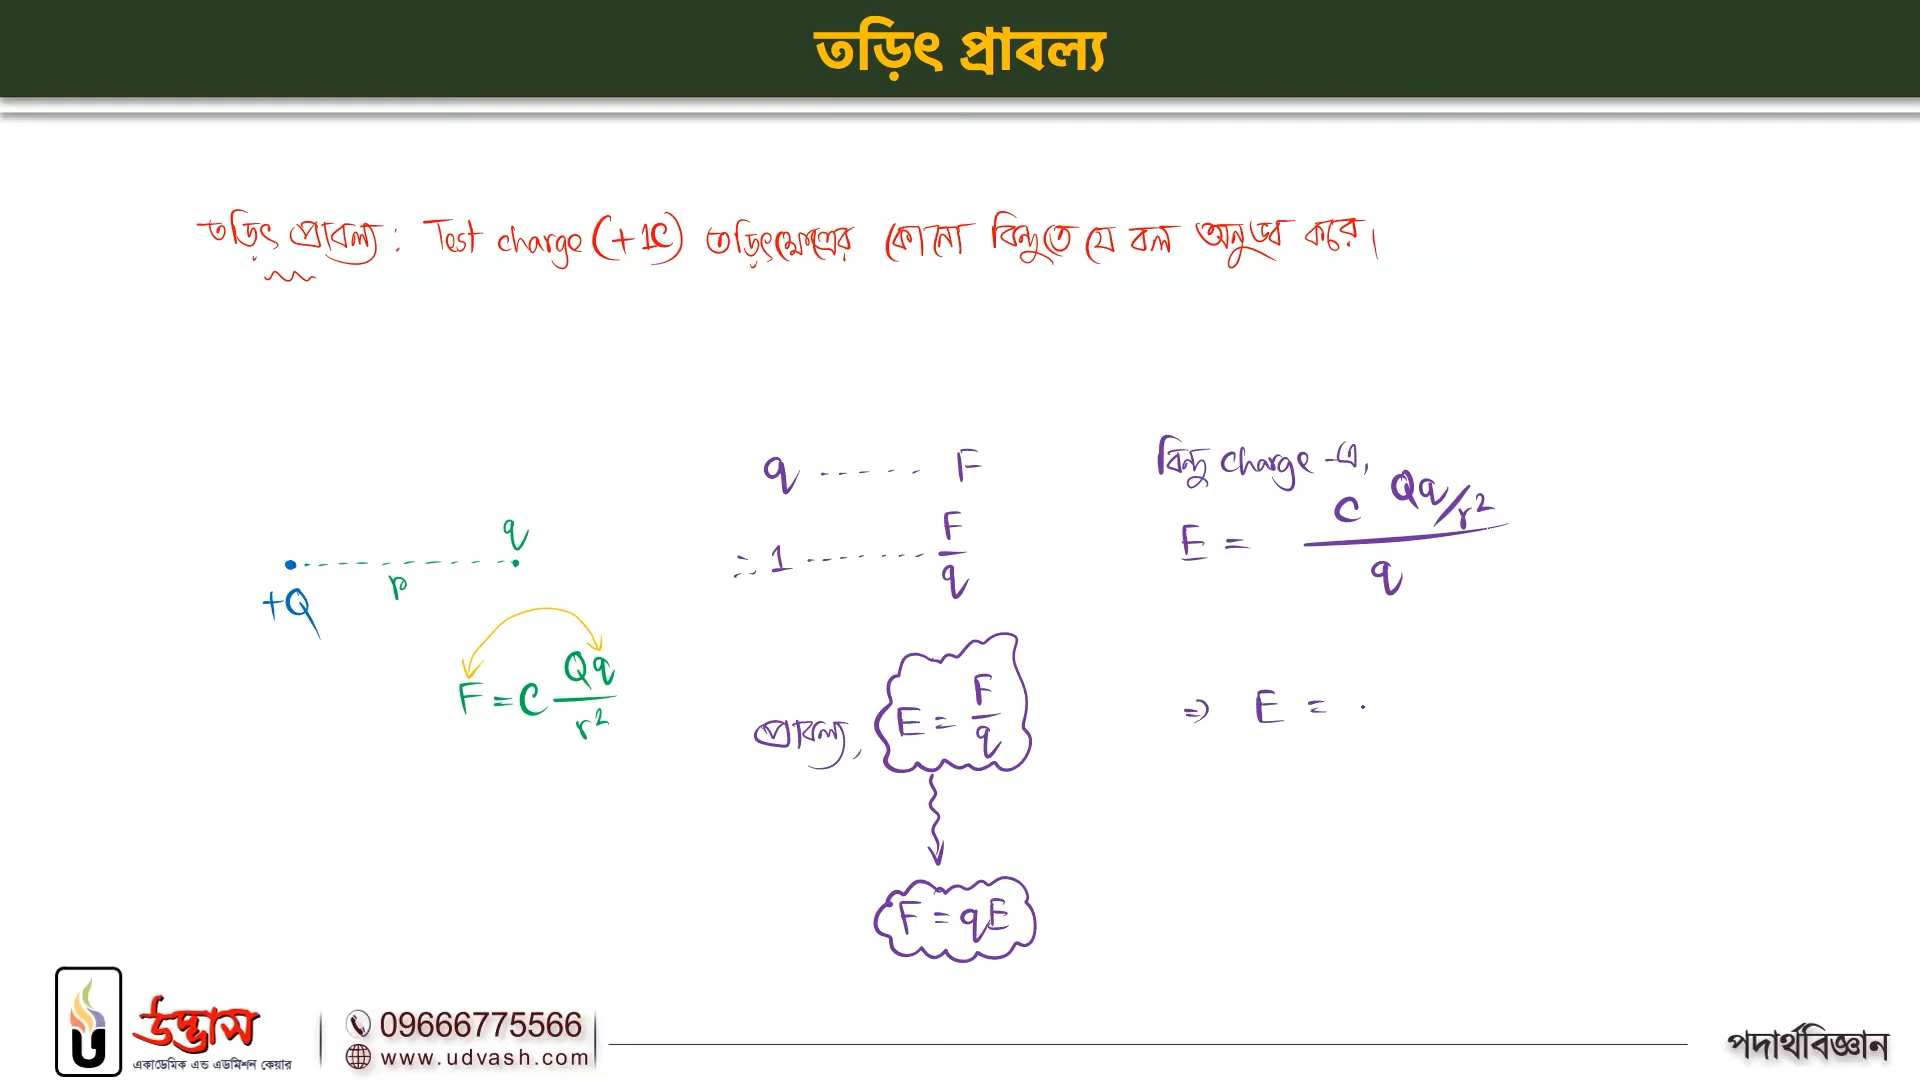 তড়িৎ প্রাবল্য
তড়িৎ প্রাবল্য : Test charge (+1C) তড়িৎক্ষেত্রের কোনো বিন্দুতে যে বল অনুভব করে।
q ------ F
∴ 1 -------- F/q
প্রাবল্য, E = F/q
F = qE
+Q r q
F = C Qq/r²
বিন্দু charge -এ,
E = (C Qq/r²)/q
⇒ E = .
উদ্ভাস
একাডেমিক এন্ড এডমিশন কেয়ার
09666775566
www.udvash.com
পদার্থবিজ্ঞান